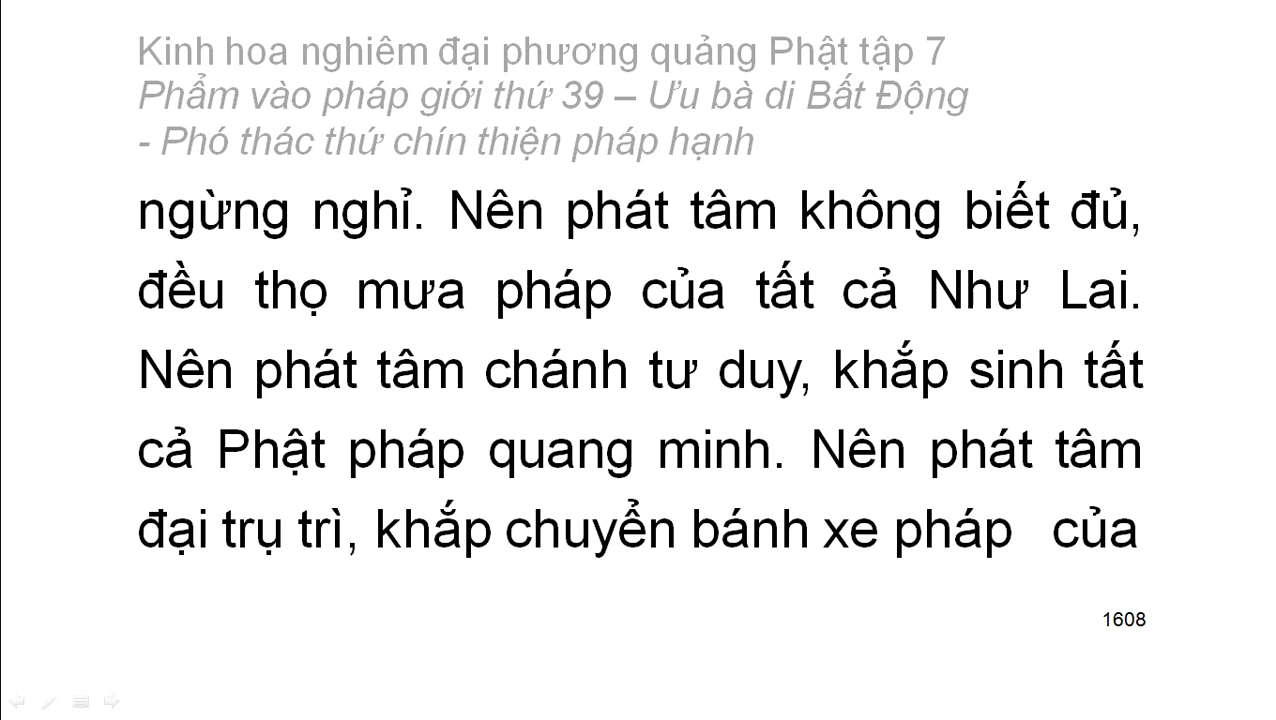 Kinh hoa nghiêm đại phương quảng Phật tập 7
Phẩm vào pháp giới thứ 39 – Ưu bà di Bất Động
- Phó thác thứ chín thiện pháp hạnh
ngừng nghỉ. Nên phát tâm không biết đủ,
đều thọ mưa pháp của tất cả Như Lai.
Nên phát tâm chánh tư duy, khắp sinh tất
cả Phật pháp quang minh. Nên phát tâm
đại trụ trì, khắp chuyển bánh xe pháp của
1608